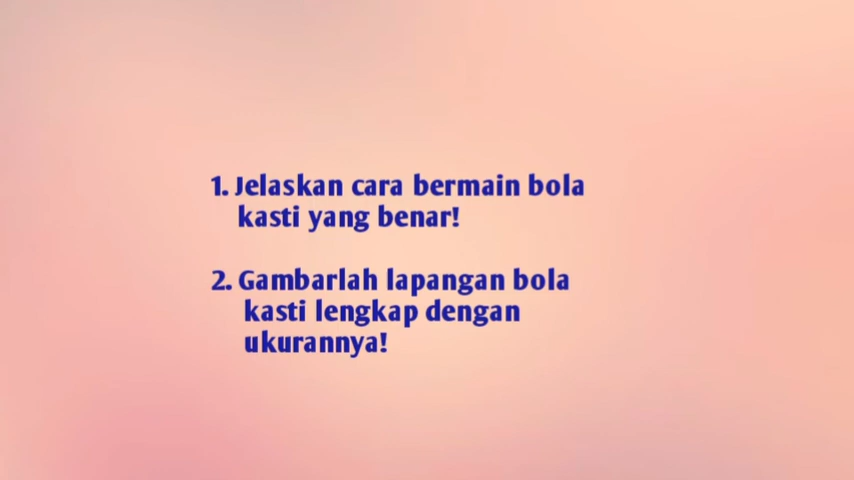 1. Jelaskan cara bermain bola
kasti yang benar!
2. Gambarlah lapangan bola
kasti lengkap dengan
ukurannya!